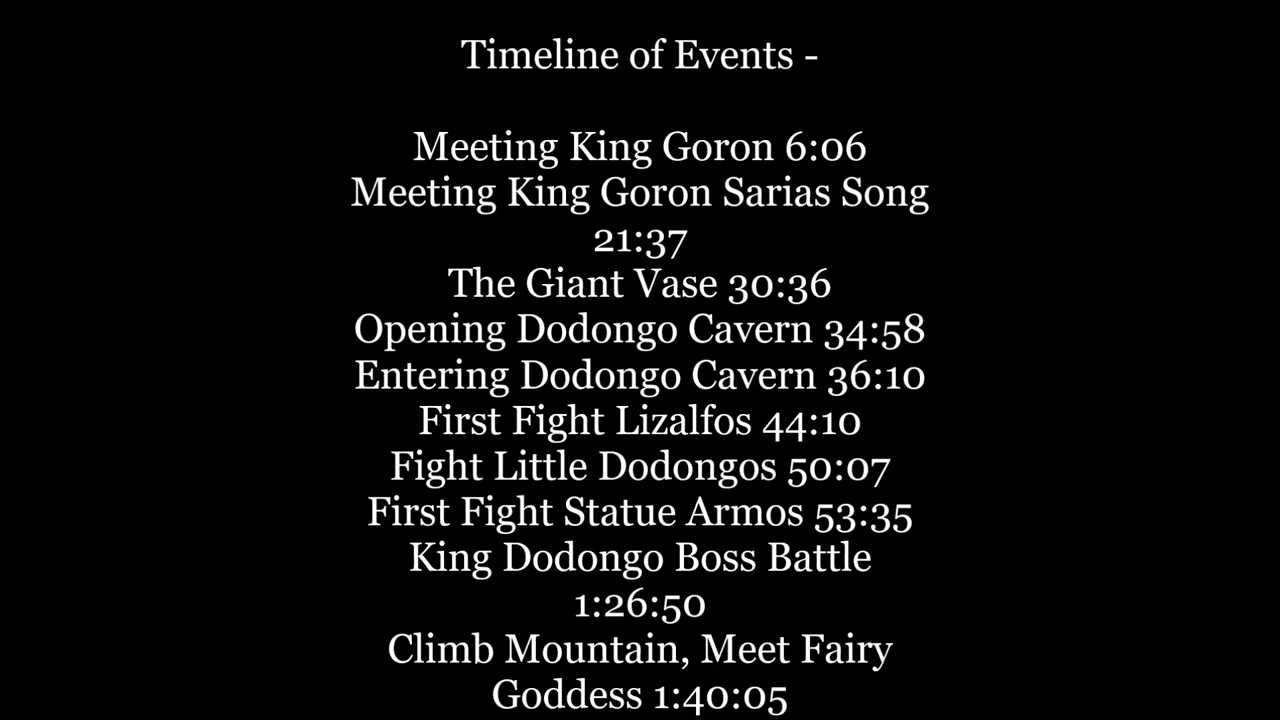 Timeline of Events -
Meeting King Goron 6:06
Meeting King Goron Sarias Song
21:37
The Giant Vase 30:36
Opening Dodongo Cavern 34:58
Entering Dodongo Cavern 36:10
First Fight Lizalfos 44:10
Fight Little Dodongos 50:07
First Fight Statue Armos 53:35
King Dodongo Boss Battle
1:26:50
Climb Mountain, Meet Fairy
Goddess 1:40:05